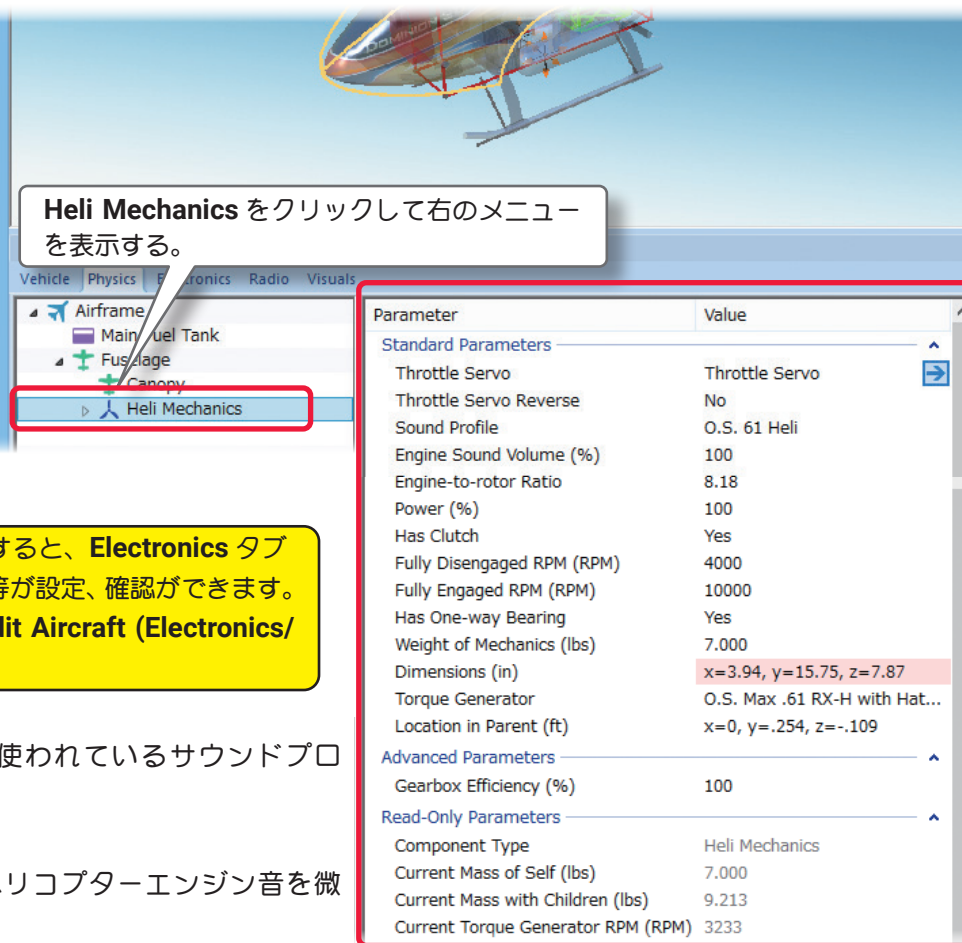 DOMINION
Heli Mechanics をクリックして右のメニュー
を表示する。
Vehicle Physics Radio Visuals
Airframe
Main Fuel Tank
Fuselage
Canopy
Heli Mechanics
Parameter Value
Standard Parameters
Throttle Servo Throttle Servo
Throttle Servo Reverse No
Sound Profile O.S. 61 Heli
Engine Sound Volume (%) 100
Engine-to-rotor Ratio 8.18
Power (%) 100
Has Clutch Yes
Fully Disengaged RPM (RPM) 4000
Fully Engaged RPM (RPM) 10000
Has One-way Bearing Yes
Weight of Mechanics (lbs) 7.000
Dimensions (in) x=3.94, y=15.75, z=7.87
Torque Generator O.S. Max .61 RX-H with Hat...
Location in Parent (ft) x=0, y=.254, z=-.109
Advanced Parameters
Gearbox Efficiency (%) 100
Read-Only Parameters
Component Type Heli Mechanics
Current Mass of Self (lbs) 7.000
Current Mass with Children (lbs) 9.213
Current Torque Generator RPM (RPM) 3233
すると、Electronics タブ
等が設定、確認ができます。
dit Aircraft (Electronics/
使われているサウンドプロ
リコプターエンジン音を微